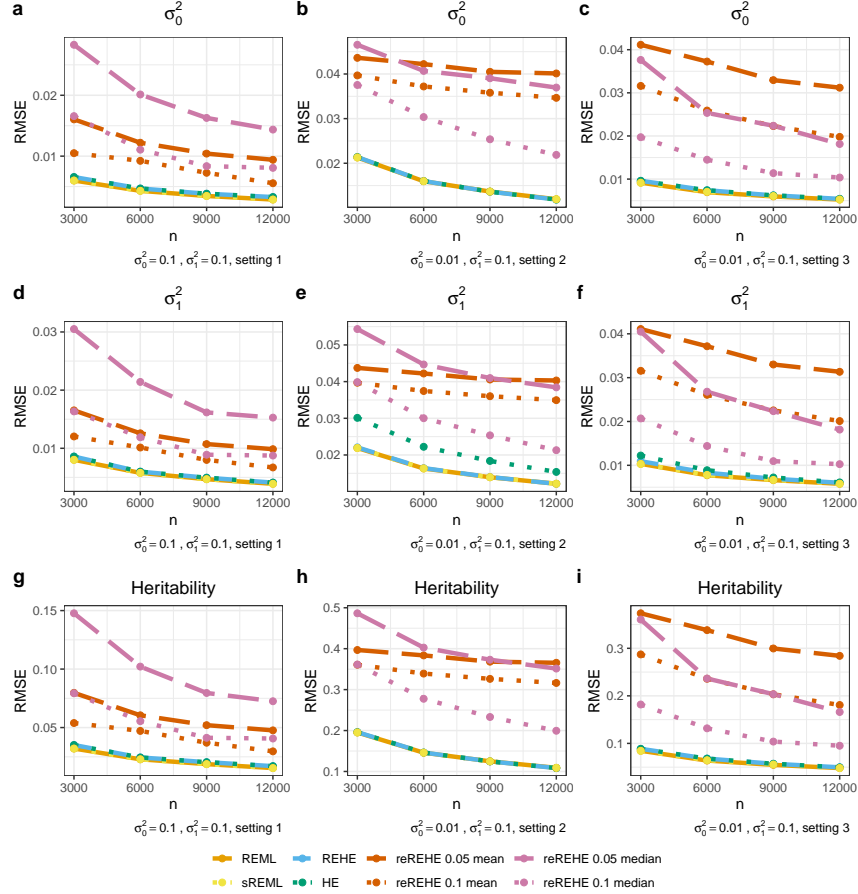 a σ₀² b σ₀² c σ₀²
RMSE 0.02 0.01
3000 6000 9000 12000
n
σ₀² = 0.1 , σ₁² = 0.1, setting 1
RMSE 0.04 0.03 0.02
3000 6000 9000 12000
n
σ₀² = 0.01 , σ₁² = 0.1, setting 2
RMSE 0.04 0.03 0.02 0.01
3000 6000 9000 12000
n
σ₀² = 0.01 , σ₁² = 0.1, setting 3
d σ₁² e σ₁² f σ₁²
RMSE 0.03 0.02 0.01
3000 6000 9000 12000
n
σ₀² = 0.1 , σ₁² = 0.1, setting 1
RMSE 0.05 0.04 0.03 0.02
3000 6000 9000 12000
n
σ₀² = 0.01 , σ₁² = 0.1, setting 2
RMSE 0.04 0.03 0.02 0.01
3000 6000 9000 12000
n
σ₀² = 0.01 , σ₁² = 0.1, setting 3
g Heritability h Heritability i Heritability
RMSE 0.15 0.10 0.05
3000 6000 9000 12000
n
σ₀² = 0.1 , σ₁² = 0.1, setting 1
RMSE 0.5 0.4 0.3 0.2 0.1
3000 6000 9000 12000
n
σ₀² = 0.01 , σ₁² = 0.1, setting 2
RMSE 0.3 0.2 0.1
3000 6000 9000 12000
n
σ₀² = 0.01 , σ₁² = 0.1, setting 3
REML REHE reREHE 0.05 mean reREHE 0.05 median
sREML HE reREHE 0.1 mean reREHE 0.1 median